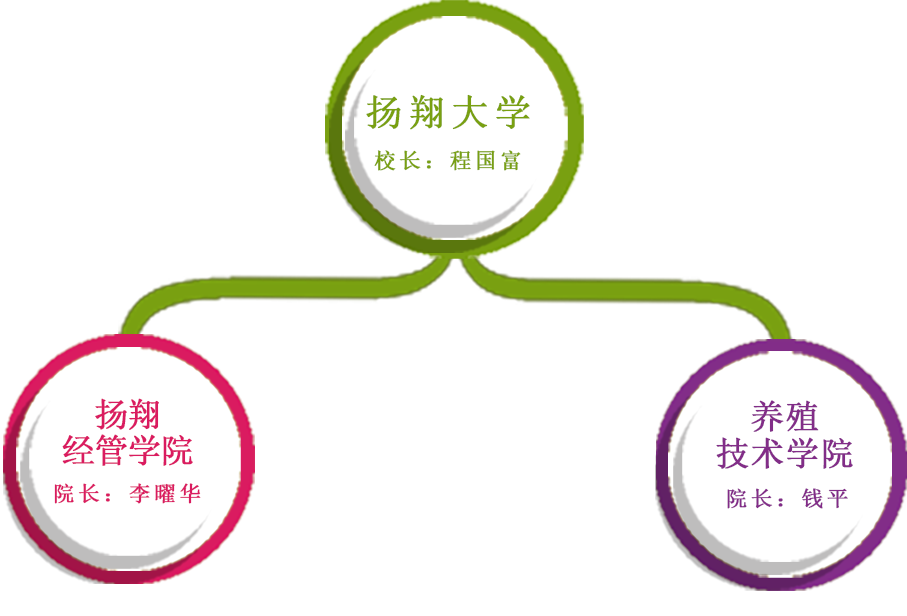 扬翔大学
校长：程国富
扬翔
经管学院
院长：李曜华
养殖
技术学院
院长：钱平